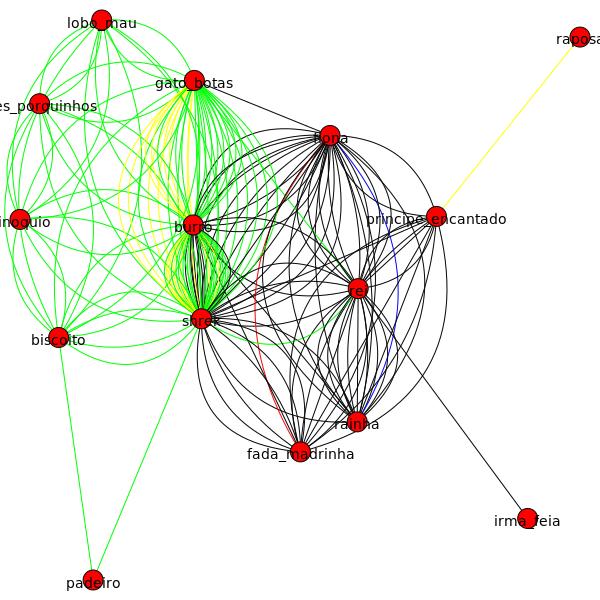 lobo_mau
raposa
gato_botas
es_porquinhos
fiona
principe_encantado
inoquio
burro
rei
shrek
biscoito
rainha
fada_madrinha
irma_feia
padeiro